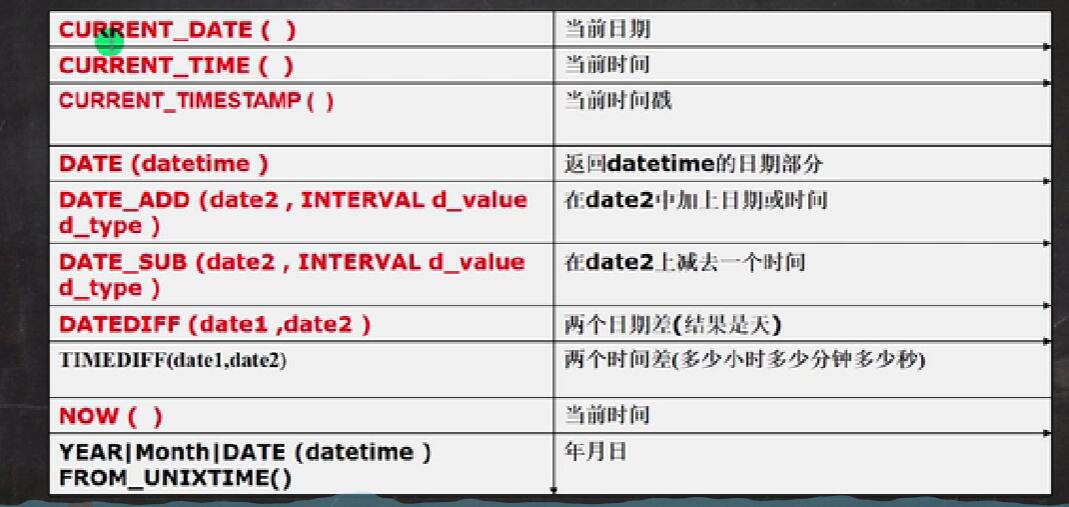 CURRENT_DATE ( ) 当前日期
CURRENT_TIME ( ) 当前时间
CURRENT_TIMESTAMP ( ) 当前时间戳
DATE (datetime ) 返回datetime的日期部分
DATE_ADD (date2 , INTERVAL d_value 在date2中加上日期或时间
d_type )
DATE_SUB (date2 , INTERVAL d_value 在date2上减去一个时间
d_type )
DATEDIFF (date1 ,date2 ) 两个日期差(结果是天)
TIMEDIFF(date1,date2) 两个时间差(多少小时多少分钟多少秒)
NOW ( ) 当前时间
YEAR|Month|DATE (datetime ) 年月日
FROM_UNIXTIME()